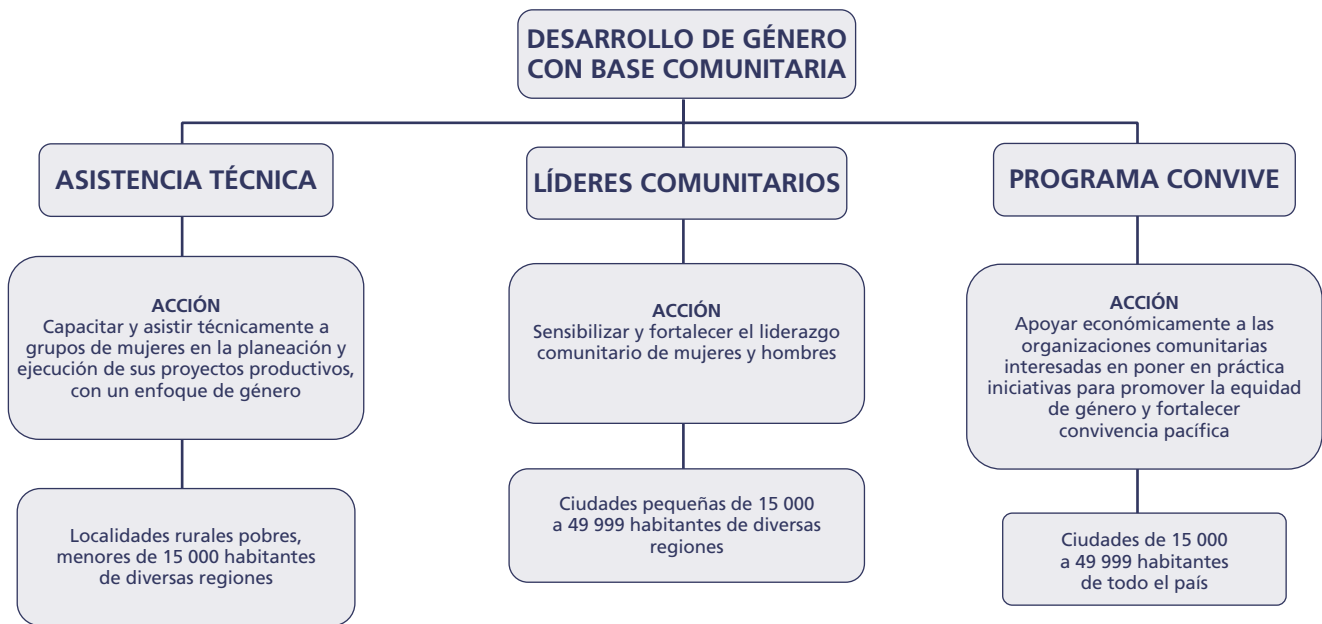 DESARROLLO DE GÉNERO
CON BASE COMUNITARIA
ASISTENCIA TÉCNICA
ACCIÓN
Capacitar y asistir técnicamente a
grupos de mujeres en la planeación y
ejecución de sus proyectos productivos,
con un enfoque de género
Localidades rurales pobres,
menores de 15 000 habitantes
de diversas regiones
LÍDERES COMUNITARIOS
ACCIÓN
Sensibilizar y fortalecer el liderazgo
comunitario de mujeres y hombres
Ciudades pequeñas de 15 000
a 49 999 habitantes de diversas
regiones
PROGRAMA CONVIVE
ACCIÓN
Apoyar económicamente a las
organizaciones comunitarias
interesadas en poner en práctica
iniciativas para promover la equidad
de género y fortalecer
convivencia pacífica
Ciudades de 15 000
a 49 999 habitantes
de todo el país